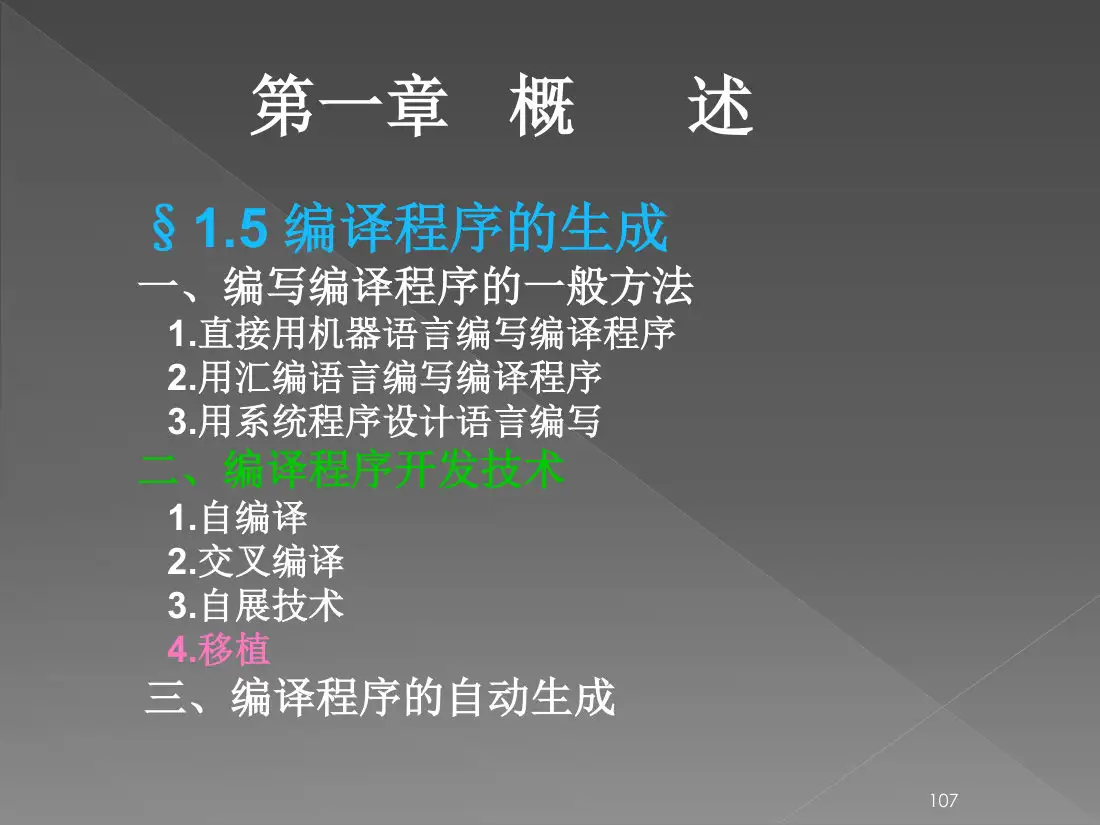 第一章 概 述
§1.5 编译程序的生成
一、编写编译程序的一般方法
1.直接用机器语言编写编译程序
2.用汇编语言编写编译程序
3.用系统程序设计语言编写
二、编译程序开发技术
1.自编译
2.交叉编译
3.自展技术
4.移植
三、编译程序的自动生成
107